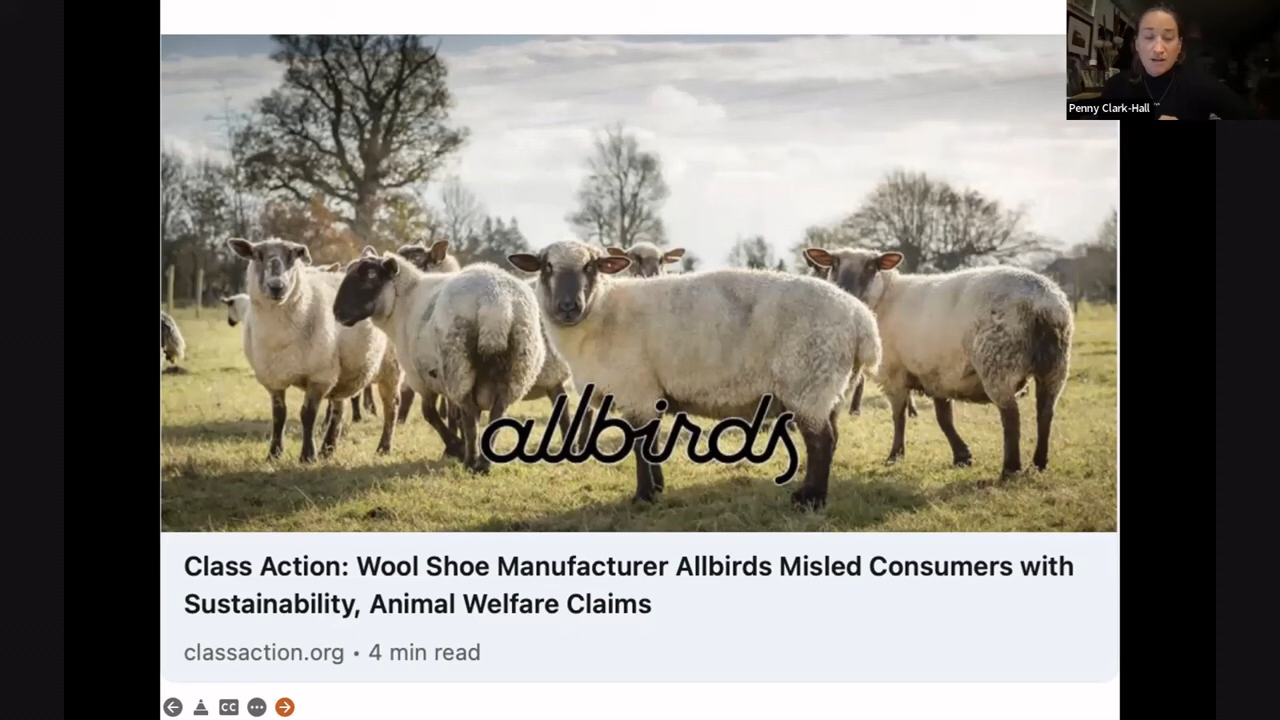 Penny Clark-Hall
allbirds
Class Action: Wool Shoe Manufacturer Allbirds Misled Consumers with
Sustainability, Animal Welfare Claims
classaction.org • 4 min read
CC